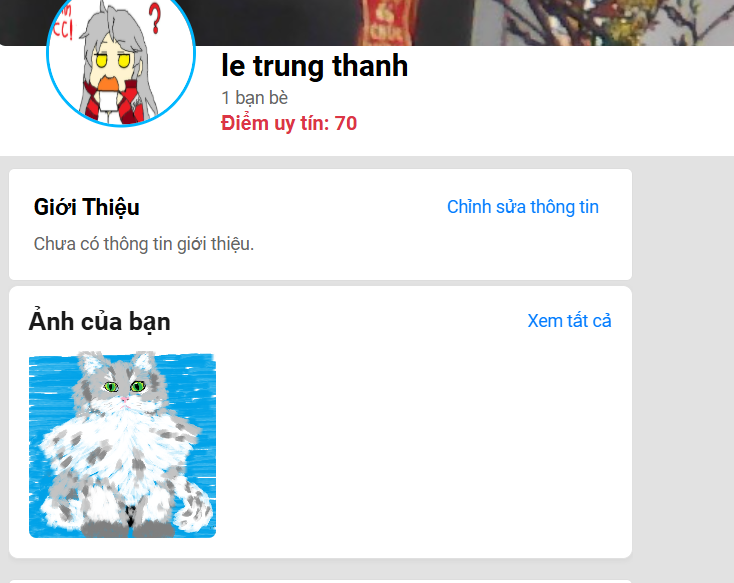 CC!
?
le trung thanh
1 bạn bè
Điểm uy tín: 70
Giới Thiệu
Chỉnh sửa thông tin
Chưa có thông tin giới thiệu.
Ảnh của bạn
Xem tất cả